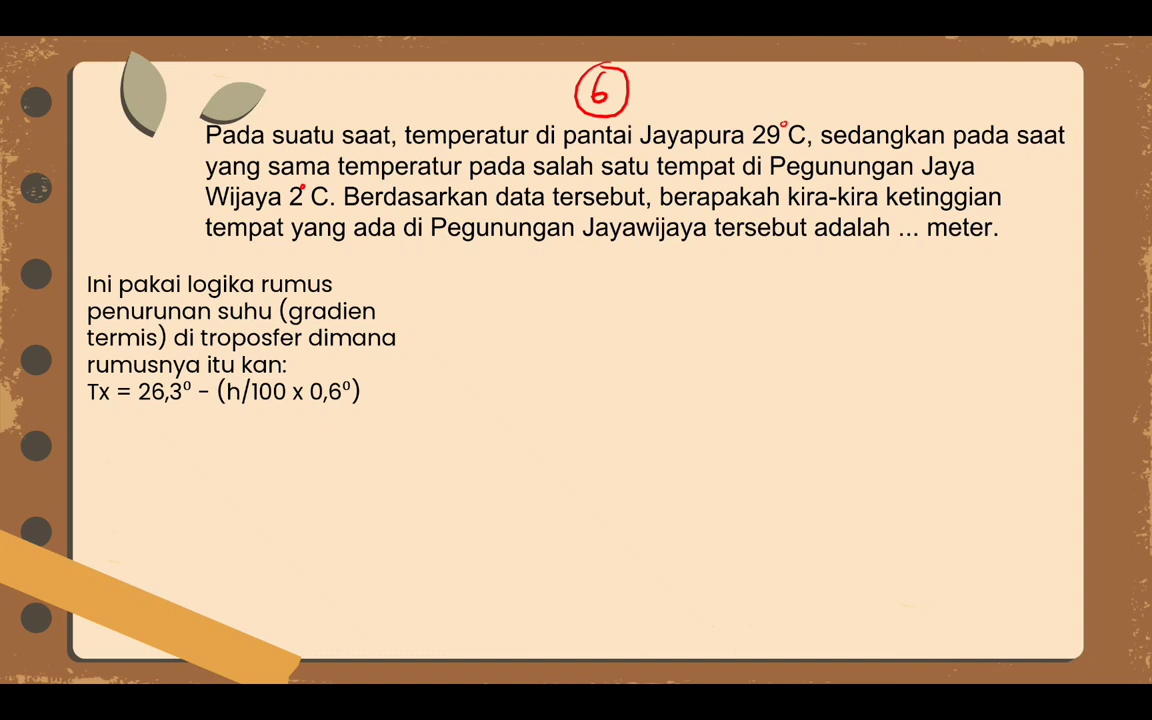 6
Pada suatu saat, temperatur di pantai Jayapura 29°C, sedangkan pada saat
yang sama temperatur pada salah satu tempat di Pegunungan Jaya
Wijaya 2° C. Berdasarkan data tersebut, berapakah kira-kira ketinggian
tempat yang ada di Pegunungan Jayawijaya tersebut adalah ... meter.
Ini pakai logika rumus
penurunan suhu (gradien
termis) di troposfer dimana
rumusnya itu kan:
Tx = 26,3⁰ - (h/100 x 0,6⁰)